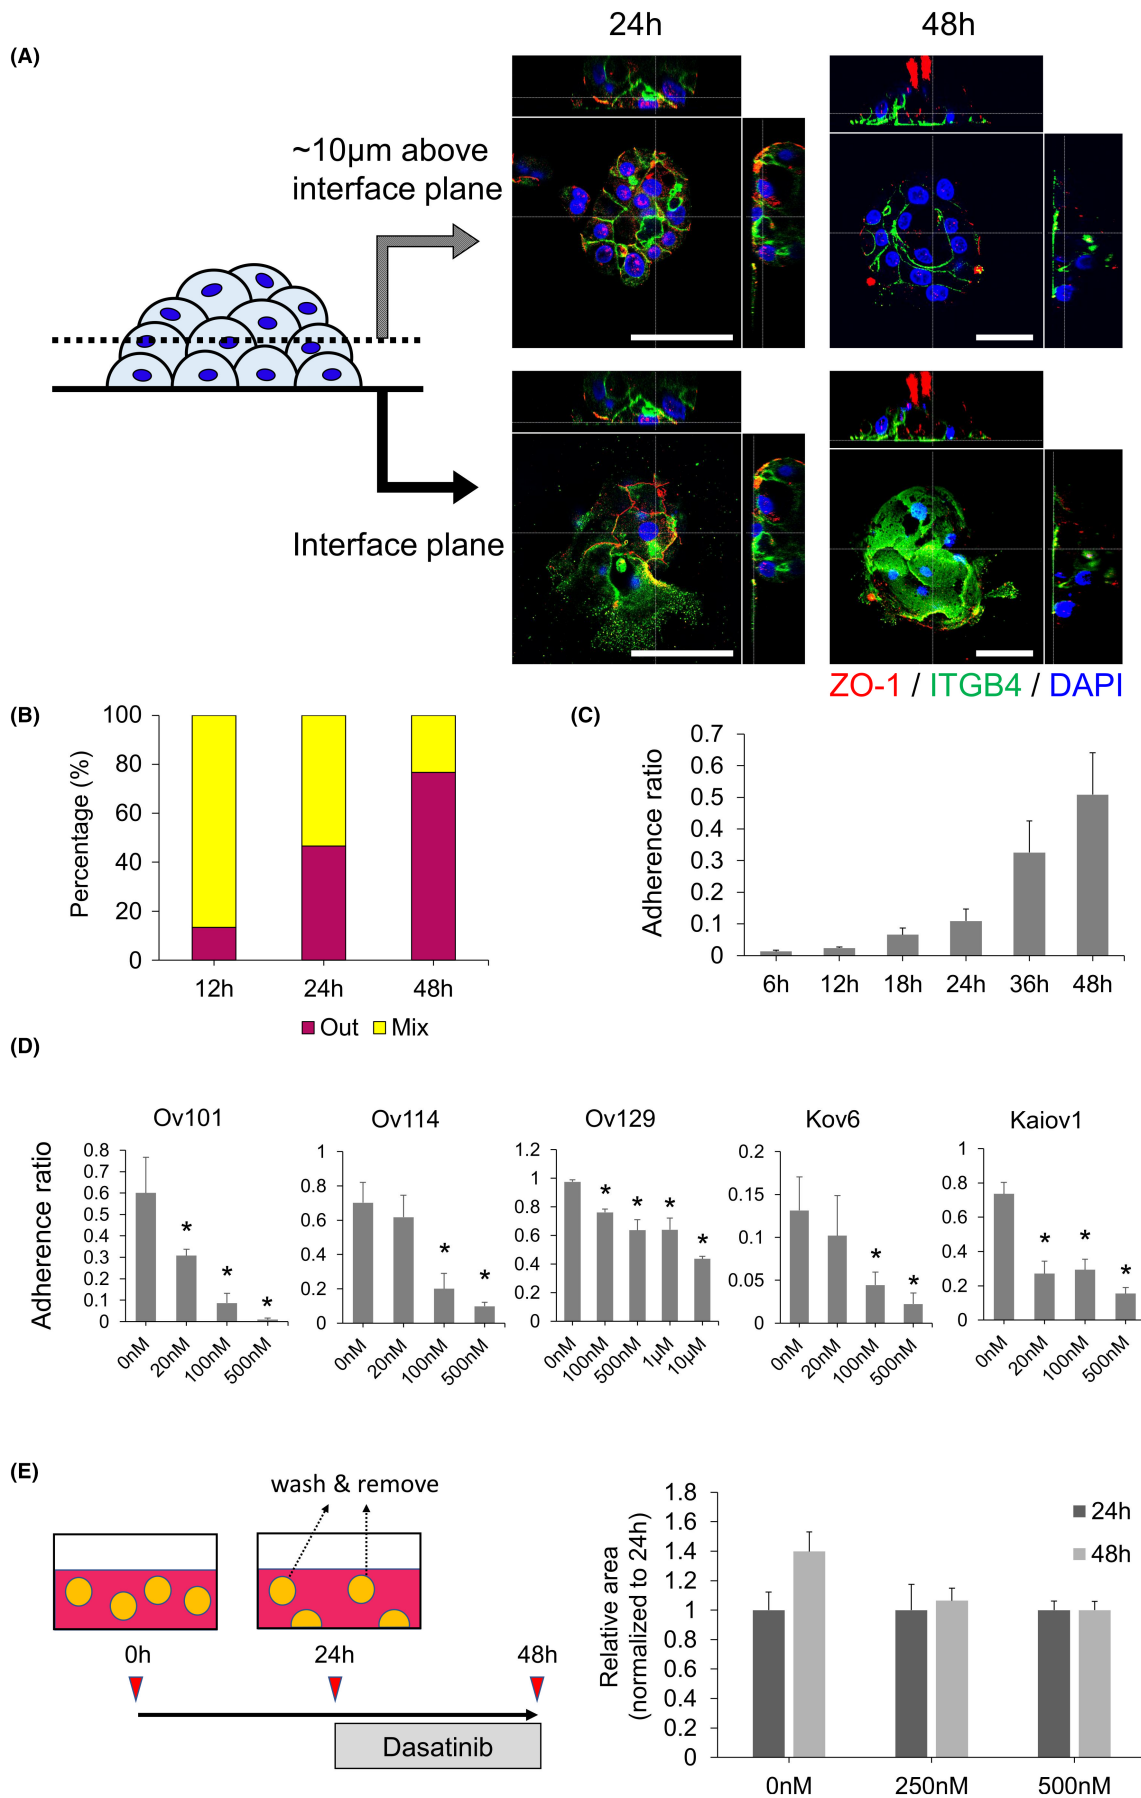 (A)
24h
48h
~10μm above
interface plane
Interface plane
ZO-1 / ITGB4 / DAPI
(B)
Percentage (%)
100
80
60
40
20
0
12h
24h
48h
Out
Mix
(C)
Adherence ratio
0.7
0.6
0.5
0.4
0.3
0.2
0.1
0
6h
12h
18h
24h
36h
48h
(D)
Adherence ratio
Ov101
0.8
0.7
0.6
0.5
0.4
0.3
0.2
0.1
0
*
*
*
0nM
20nM
100nM
500nM
Ov114
1
0.8
0.6
0.4
0.2
0
*
*
0nM
20nM
100nM
500nM
Ov129
1.2
1
0.8
0.6
0.4
0.2
0
*
*
*
*
0nM
100nM
500nM
1μM
10μM
Kov6
0.2
0.15
0.1
0.05
0
*
*
0nM
20nM
100nM
500nM
Kaiov1
1
0.8
0.6
0.4
0.2
0
*
*
*
0nM
20nM
100nM
500nM
(E)
wash & remove
0h
24h
48h
Dasatinib
Relative area
(normalized to 24h)
1.8
1.6
1.4
1.2
1
0.8
0.6
0.4
0.2
0
24h
48h
0nM
250nM
500nM